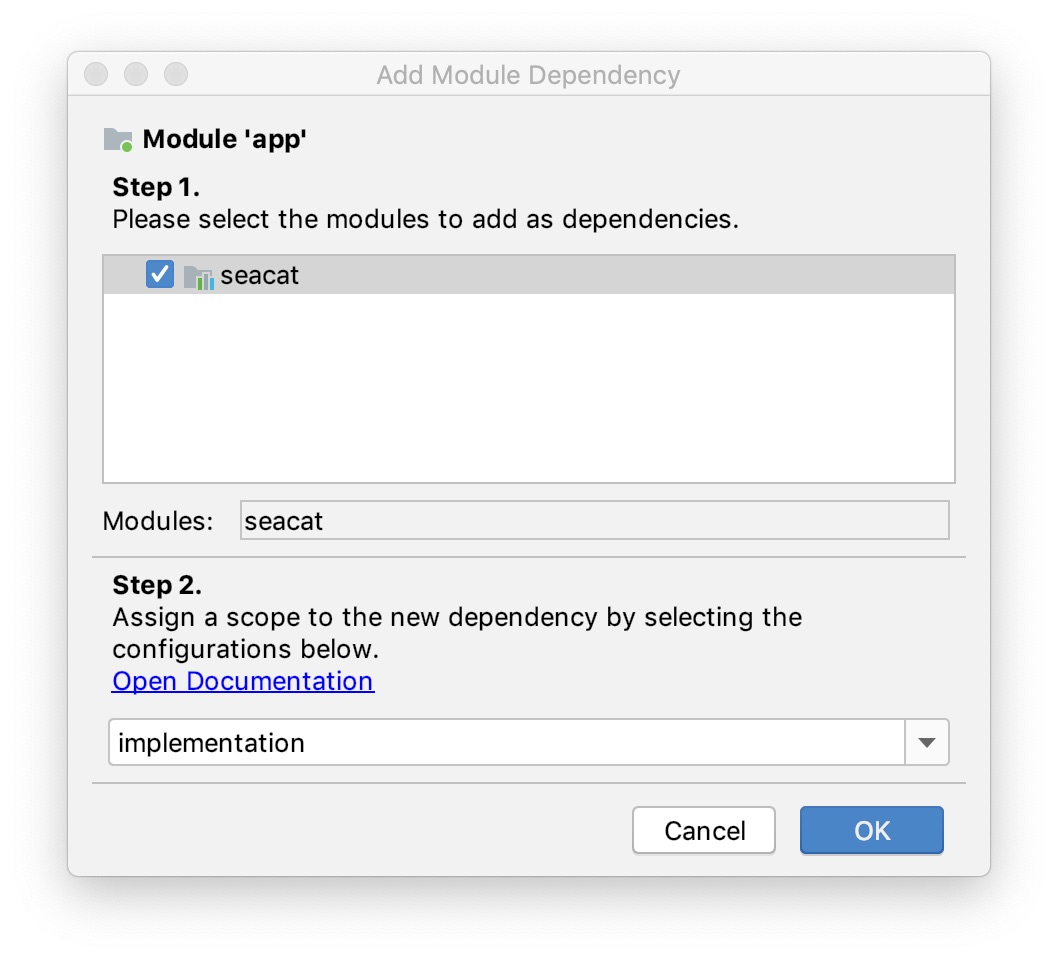 Add Module Dependency
Module 'app'
Step 1.
Please select the modules to add as dependencies.
seacat
Modules: seacat
Step 2.
Assign a scope to the new dependency by selecting the
configurations below.
Open Documentation
implementation
Cancel OK